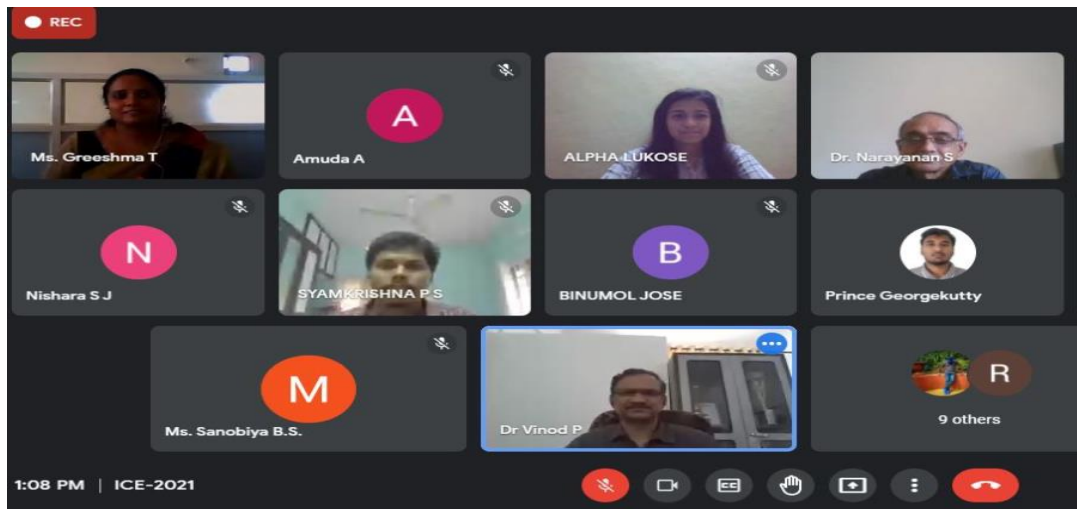 REC
Ms. Greeshma T
A
Amuda A
ALPHA LUKOSE
Dr. Narayanan S
N
Nishara S J
SYAMKRISHNA P S
B
BINUMOL JOSE
Prince Georgekutty
M
Ms. Sanobiya B.S.
Dr Vinod P
R
9 others
1:08 PM | ICE-2021
CC